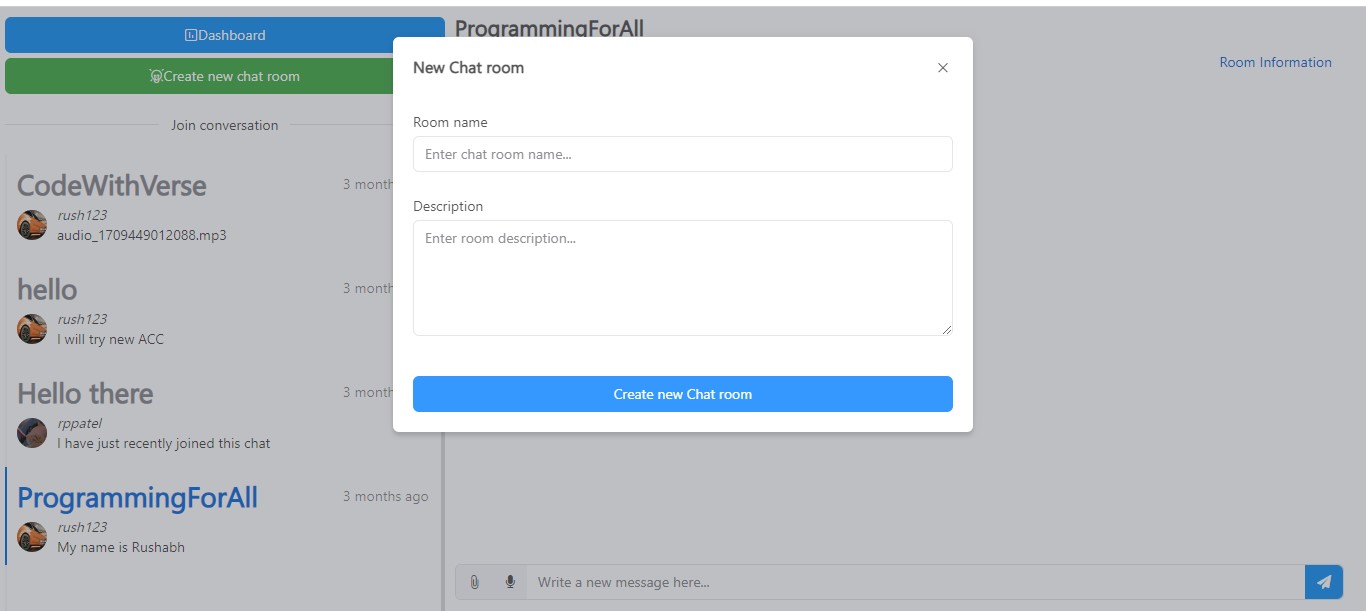 Dashboard
Create new chat room
Join conversation
CodeWithVerse
3 month
rush123
audio_1709449012088.mp3
hello
3 month
rush123
I will try new ACC
Hello there
3 month
rppatel
I have just recently joined this chat
ProgrammingForAll
3 months ago
rush123
My name is Rushabh
ProgrammingForAll
Room Information
New Chat room
Room name
Enter chat room name...
Description
Enter room description...
Create new Chat room
Write a new message here...